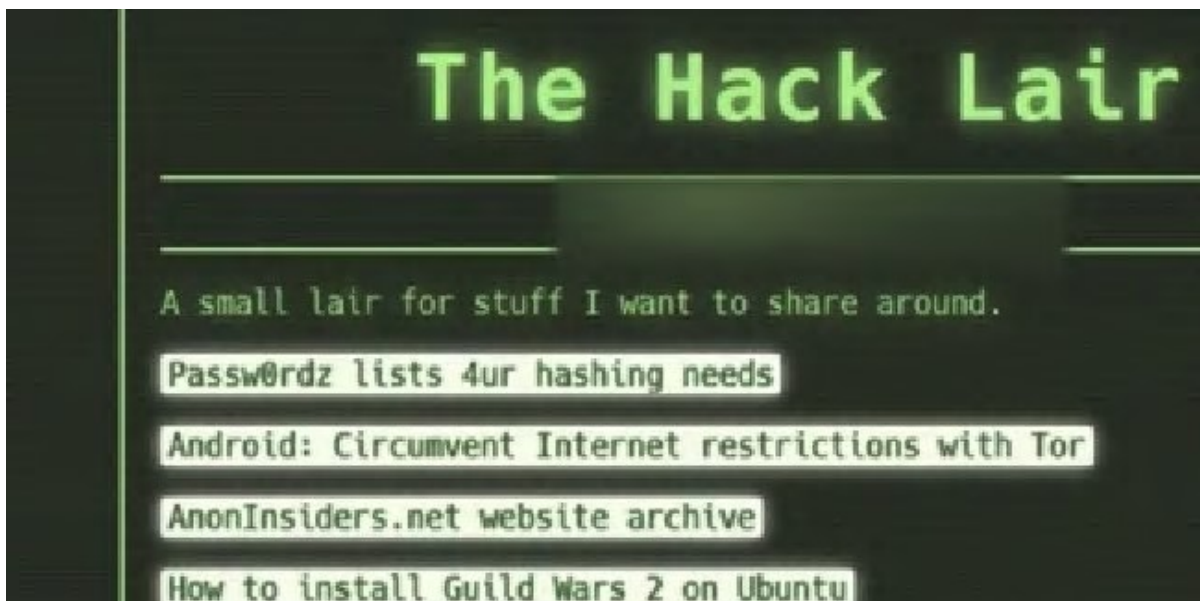 The Hack Lair
A small lair for stuff I want to share around.
Passw0rdz lists 4ur hashing needs
Android: Circumvent Internet restrictions with Tor
AnonInsiders.net website archive
How to install Guild Wars 2 on Ubuntu